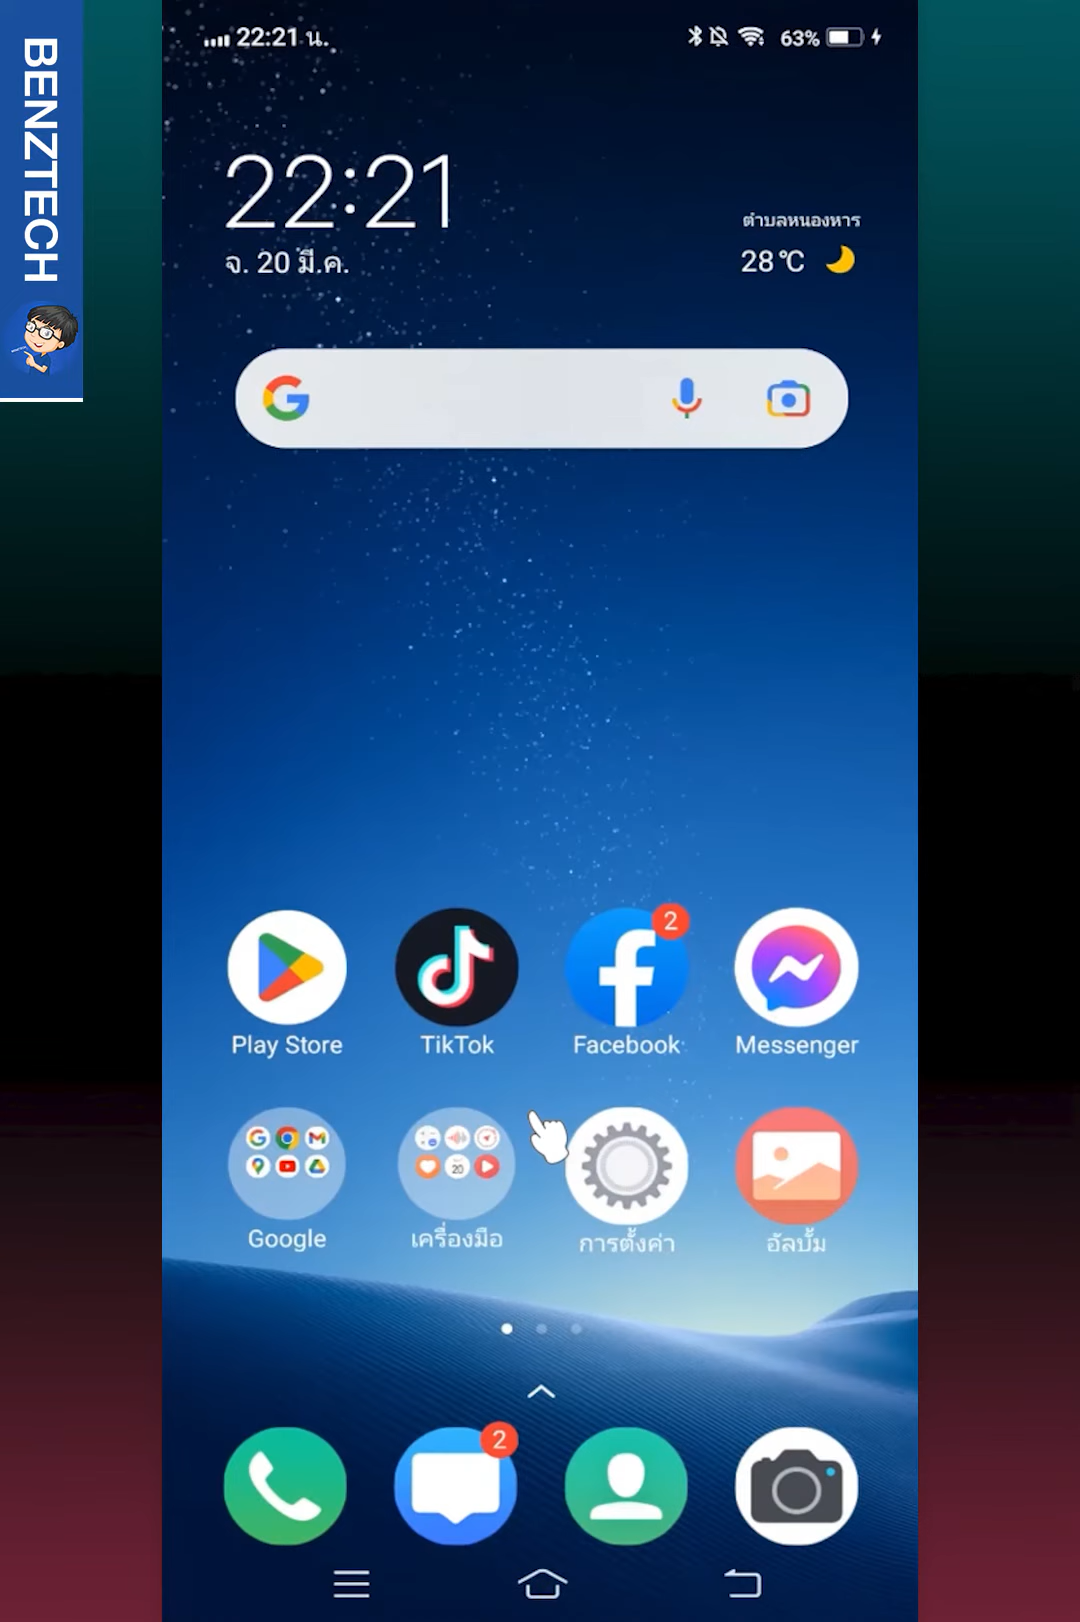 BENZTECH
22:21 น.
63%
22:21
จ. 20 มี.ค.
ตำบลหนองหาร
28°C
2
Play Store
TikTok
Facebook
Messenger
20
Google
เครื่องมือ
การตั้งค่า
อัลบั้ม
2